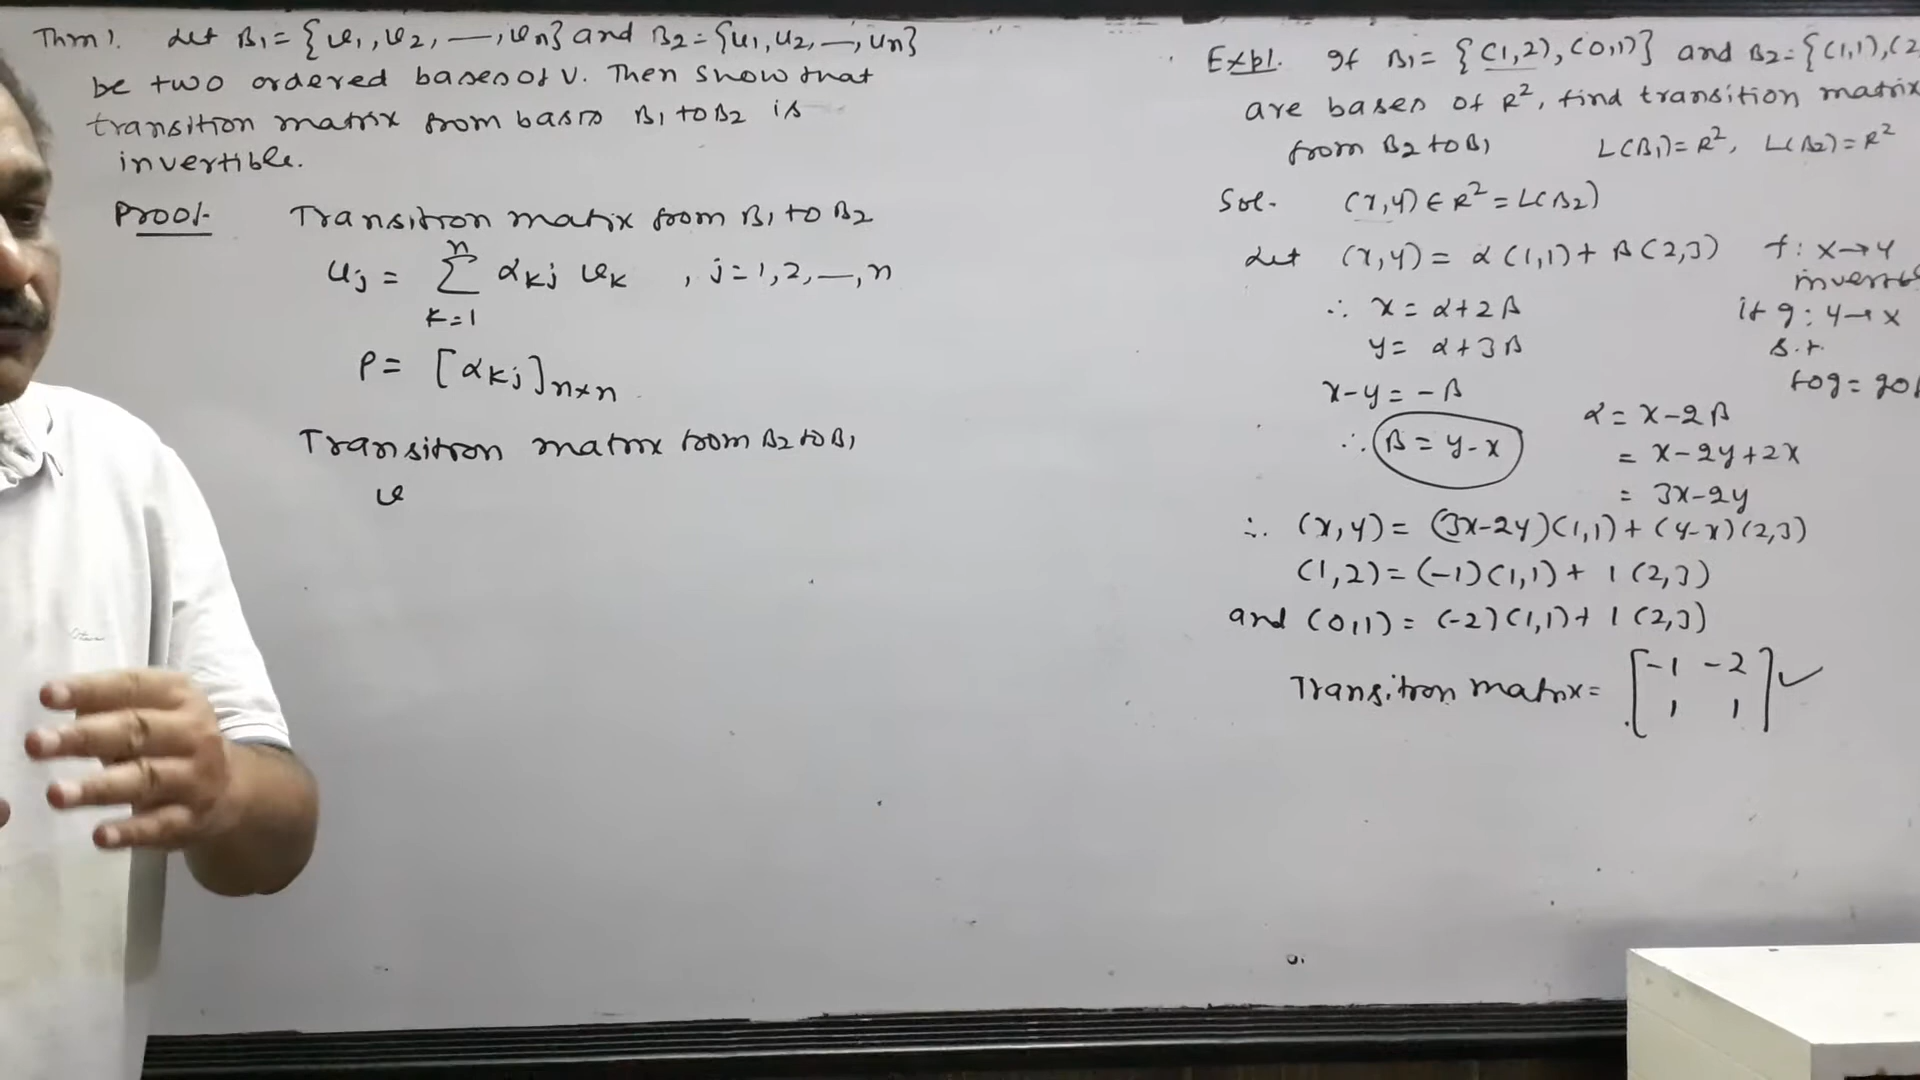 Thm). Let B₁ = {v₁, v₂, —, vₙ} and B₂ = {u₁, u₂, —, uₙ}
be two ordered bases of V. Then show that
transition matrix from basis B₁ to B₂ is
invertible.
Proof- Transition matrix from B₁ to B₂
uⱼ = Σ αₖⱼ vₖ , j = 1, 2, —, n
n
k=1
P = [αₖⱼ]ₙₓₙ
Transition matrix from B₂ to B₁
v
Expl. If B₁ = {(1,2), (0,1)} and B₂ = {(1,1), (2
are bases of R², find transition matrix
from B₂ to B₁ L(B₁) = R², L(B₂) = R²
Sol- (x,y) ∈ R² = L(B₂)
Let (x,y) = α(1,1) + β(2,3)
∴ x = α + 2β
y = α + 3β
x - y = -β
∴ β = y - x
f : X → Y
if g : Y → X
s.t.
α = x - 2β
= x - 2y + 2x
= 3x - 2y
∴ (x,y) = (3x-2y)(1,1) + (y-x)(2,3)
(1,2) = (-1)(1,1) + 1(2,3)
and (0,1) = (-2)(1,1) + 1(2,3)
Transition matrix = [-1 -2
1 1] ✓